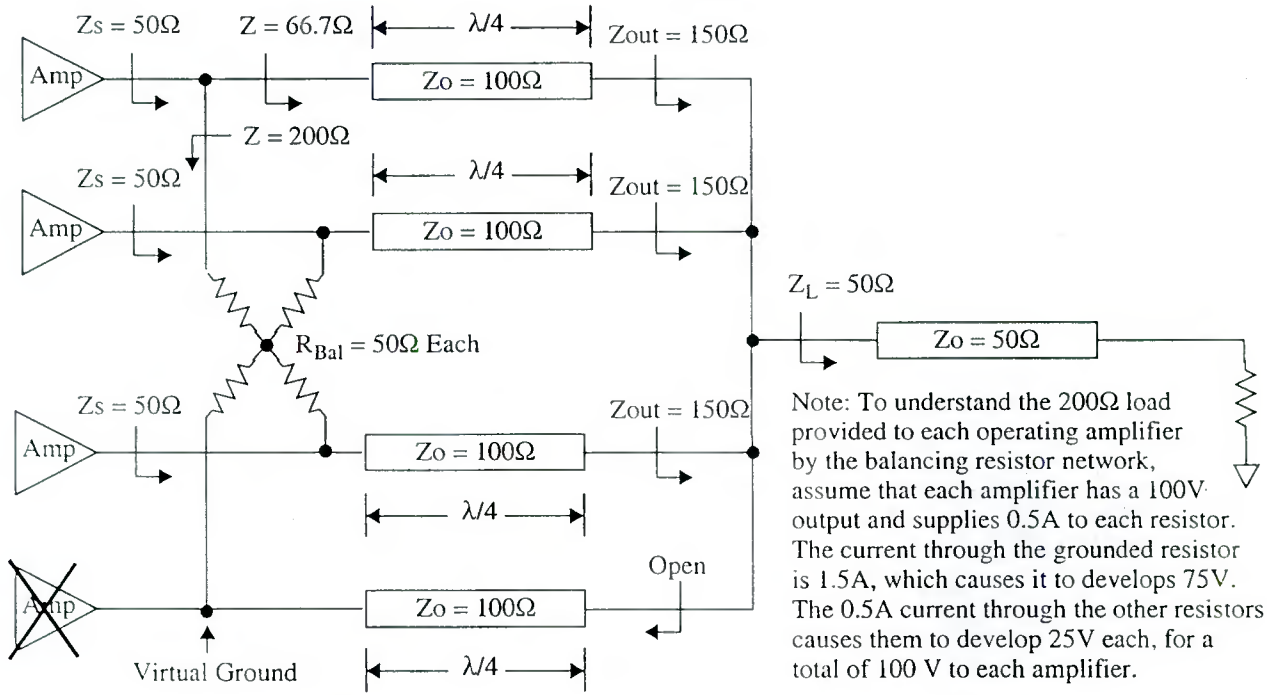 Zs = 50Ω
Z = 66.7Ω
λ/4
Zout = 150Ω
Amp
Zo = 100Ω
Z = 200Ω
Zs = 50Ω
λ/4
Zout = 150Ω
Amp
Zo = 100Ω
Z_L = 50Ω
R_Bal = 50Ω Each
Zo = 50Ω
Zs = 50Ω
Zout = 150Ω
Amp
Zo = 100Ω
λ/4
Open
Amp
Zo = 100Ω
Virtual Ground
λ/4
Note: To understand the 200Ω load
provided to each operating amplifier
by the balancing resistor network,
assume that each amplifier has a 100V
output and supplies 0.5A to each resistor.
The current through the grounded resistor
is 1.5A, which causes it to develops 75V.
The 0.5A current through the other resistors
causes them to develop 25V each, for a
total of 100 V to each amplifier.